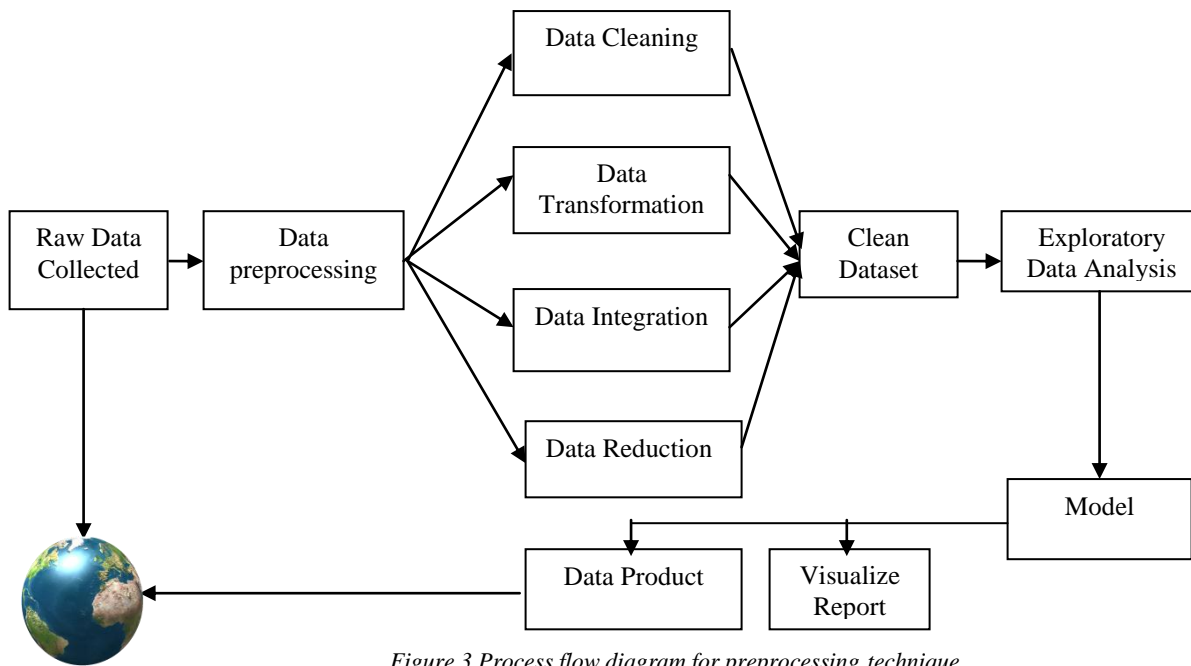 Data Cleaning
Data
Transformation
Raw Data
Collected
Data
preprocessing
Clean
Dataset
Exploratory
Data Analysis
Data Integration
Data Reduction
Model
Data Product
Visualize
Report
Figure 3 Process flow diagram for preprocessing technique